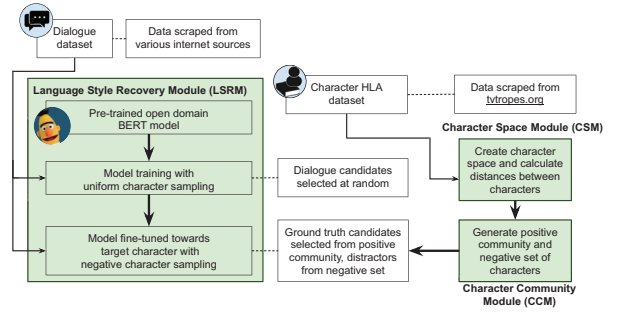 Dialogue
dataset
Data scraped from
various internet sources
Language Style Recovery Module (LSRM)
Pre-trained open domain
BERT model
Model training with
uniform character sampling
Model fine-tuned towards
target character with
negative character sampling
Character HLA
dataset
Data scraped from
tvtropes.org
Character Space Module (CSM)
Create character
space and calculate
distances between
characters
Dialogue candidates
selected at random
Ground truth candidates
selected from positive
community, distractors
from negative set
Generate positive
community and
negative set of
characters
Character Community
Module (CCM)